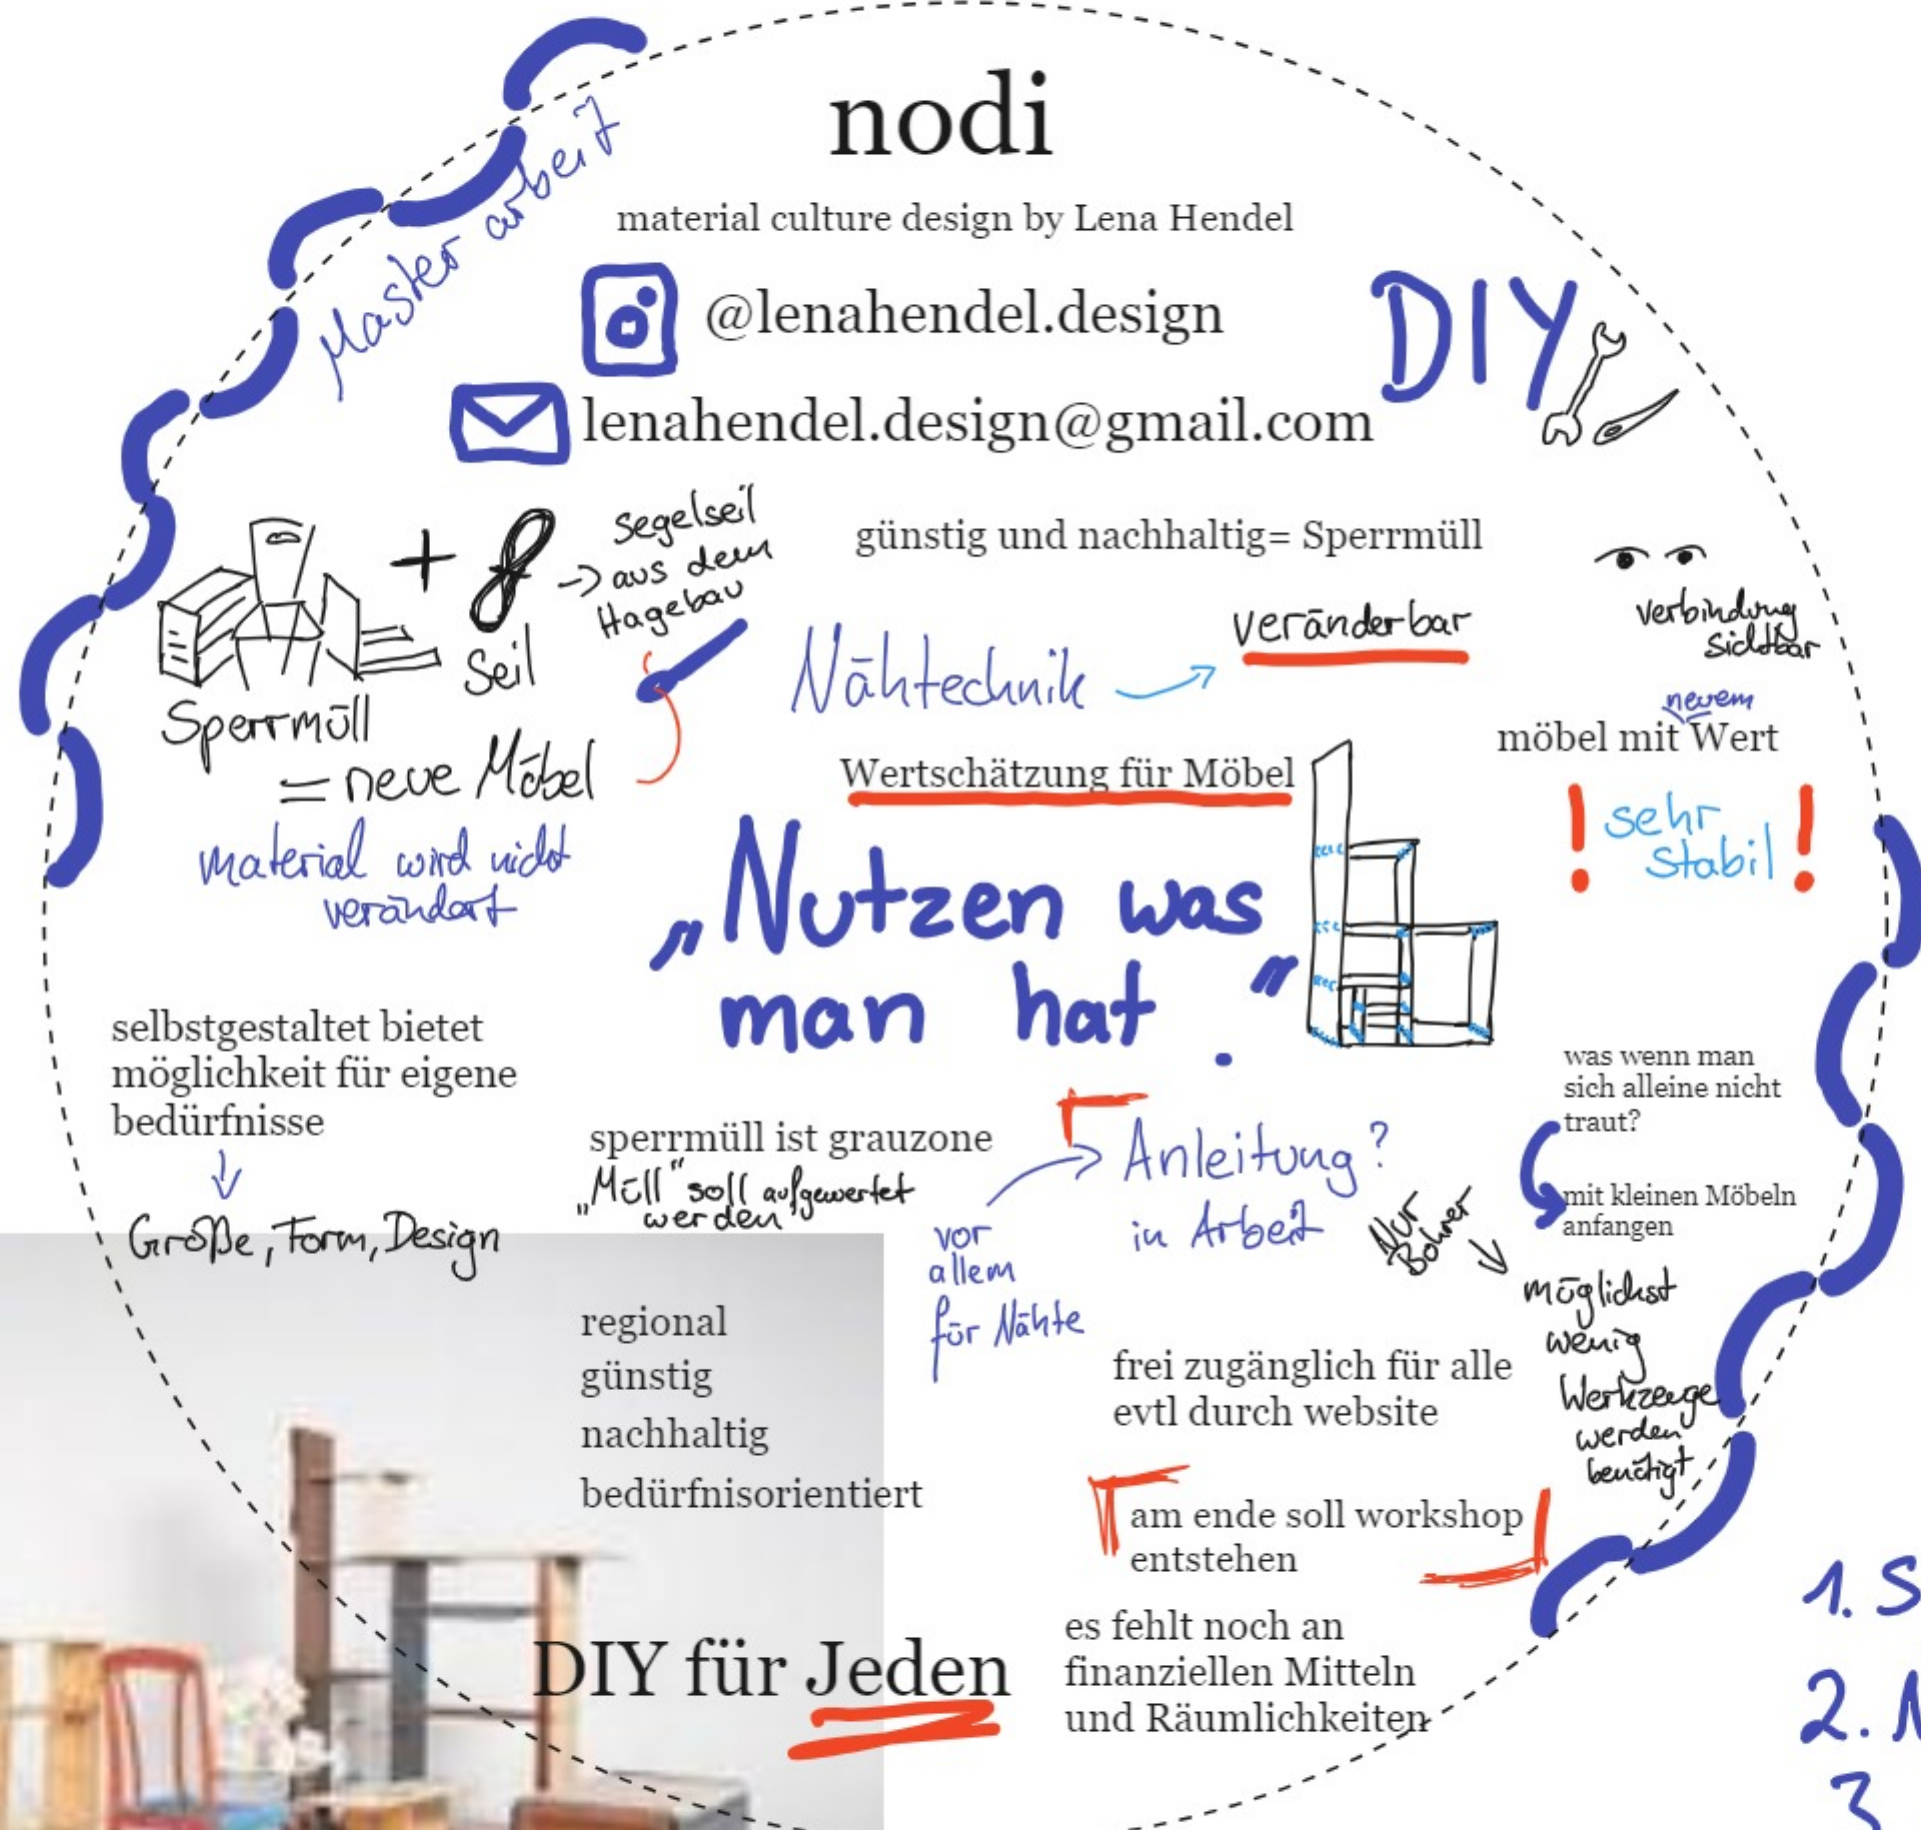 nodi
Masterarbeit
material culture design by Lena Hendel
@lenahendel.design
DIY
lenahendel.design@gmail.com
+
segelseil
-> aus dem
Hagebau
Seil
Sperrmüll
= neue Möbel
material wird nicht
verändert
günstig und nachhaltig= Sperrmüll
Nähtechnik
veränderbar
verbindung
sichtbar
neuem
möbel mit Wert
Wertschätzung für Möbel
! sehr !
stabil
„Nutzen was
man hat."
selbstgestaltet bietet
möglichkeit für eigene
bedürfnisse
Größe, Form, Design
sperrmüll ist grauzone
„Müll" soll aufgewertet
werden
Anleitung?
in Arbeit
vor
allem
für Nähte
was wenn man
sich alleine nicht
traut?
mit kleinen Möbeln
anfangen
Nur
Bohrer
möglichst
wenig
Werkzeuge
werden
benötigt
regional
günstig
nachhaltig
bedürfnisorientiert
frei zugänglich für alle
evtl durch website
am ende soll workshop
entstehen
DIY für Jeden
es fehlt noch an
finanziellen Mitteln
und Räumlichkeiten
1. S
2. N
3